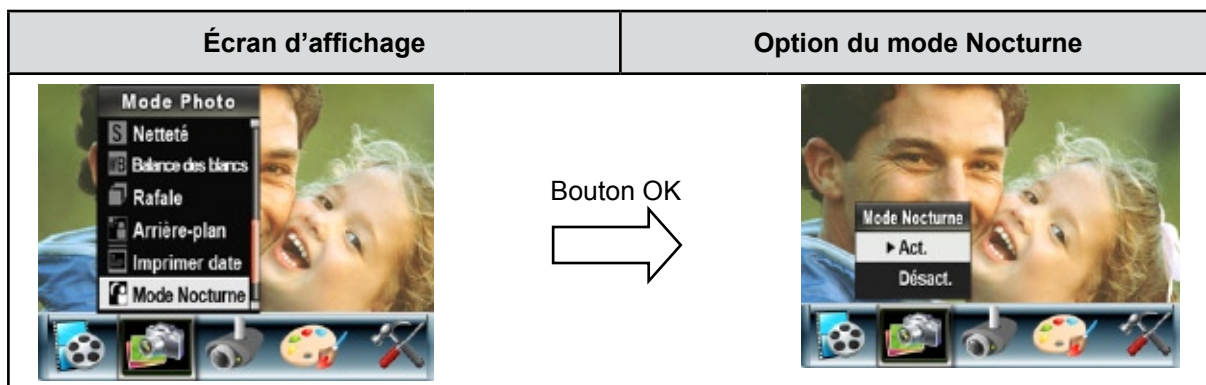 Écran d’affichage
Option du mode Nocturne
Mode Photo
S Netteté
WB Balance des blancs
Rafale
Arrière-plan
Imprimer date
Mode Nocturne
Bouton OK
Mode Nocturne
Act.
Désact.